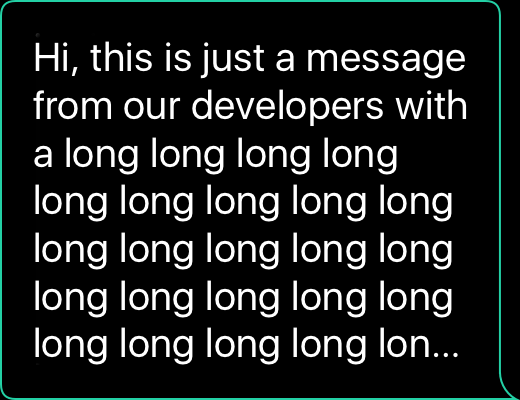 Hi, this is just a message
from our developers with
a long long long long
long long long long long
long long long long long
long long long long long
long long long long lon...